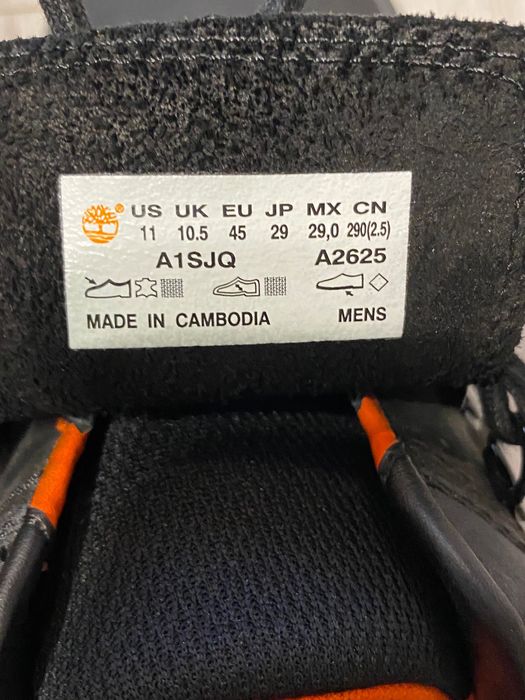 ® US UK EU JP MX CN
11 10.5 45 29 29,0 290(2.5)
A1SJQ A2625
MADE IN CAMBODIA MENS